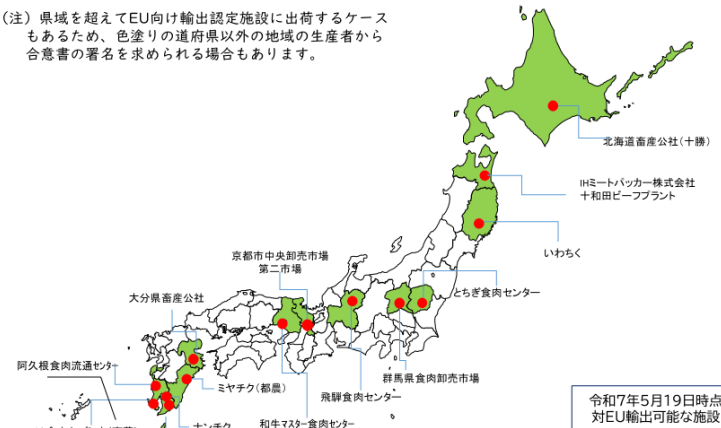 (注) 県域を超えてEU向け輸出認定施設に出荷するケース
もあるため、色塗りの道府県以外の地域の生産者から
合意書の署名を求められる場合もあります。
北海道畜産公社(十勝)
IHミートパッカー株式会社
十和田ビーフプラント
いわちく
京都市中央卸売市場
第二市場
とちぎ食肉センター
大分県畜産公社
阿久根食肉流通センター
群馬県食肉卸売市場
ミヤチク(都農)
飛騨食肉センター
和牛マスター食肉センター
ナンチク
令和7年5月19日時点
対EU輸出可能な施設